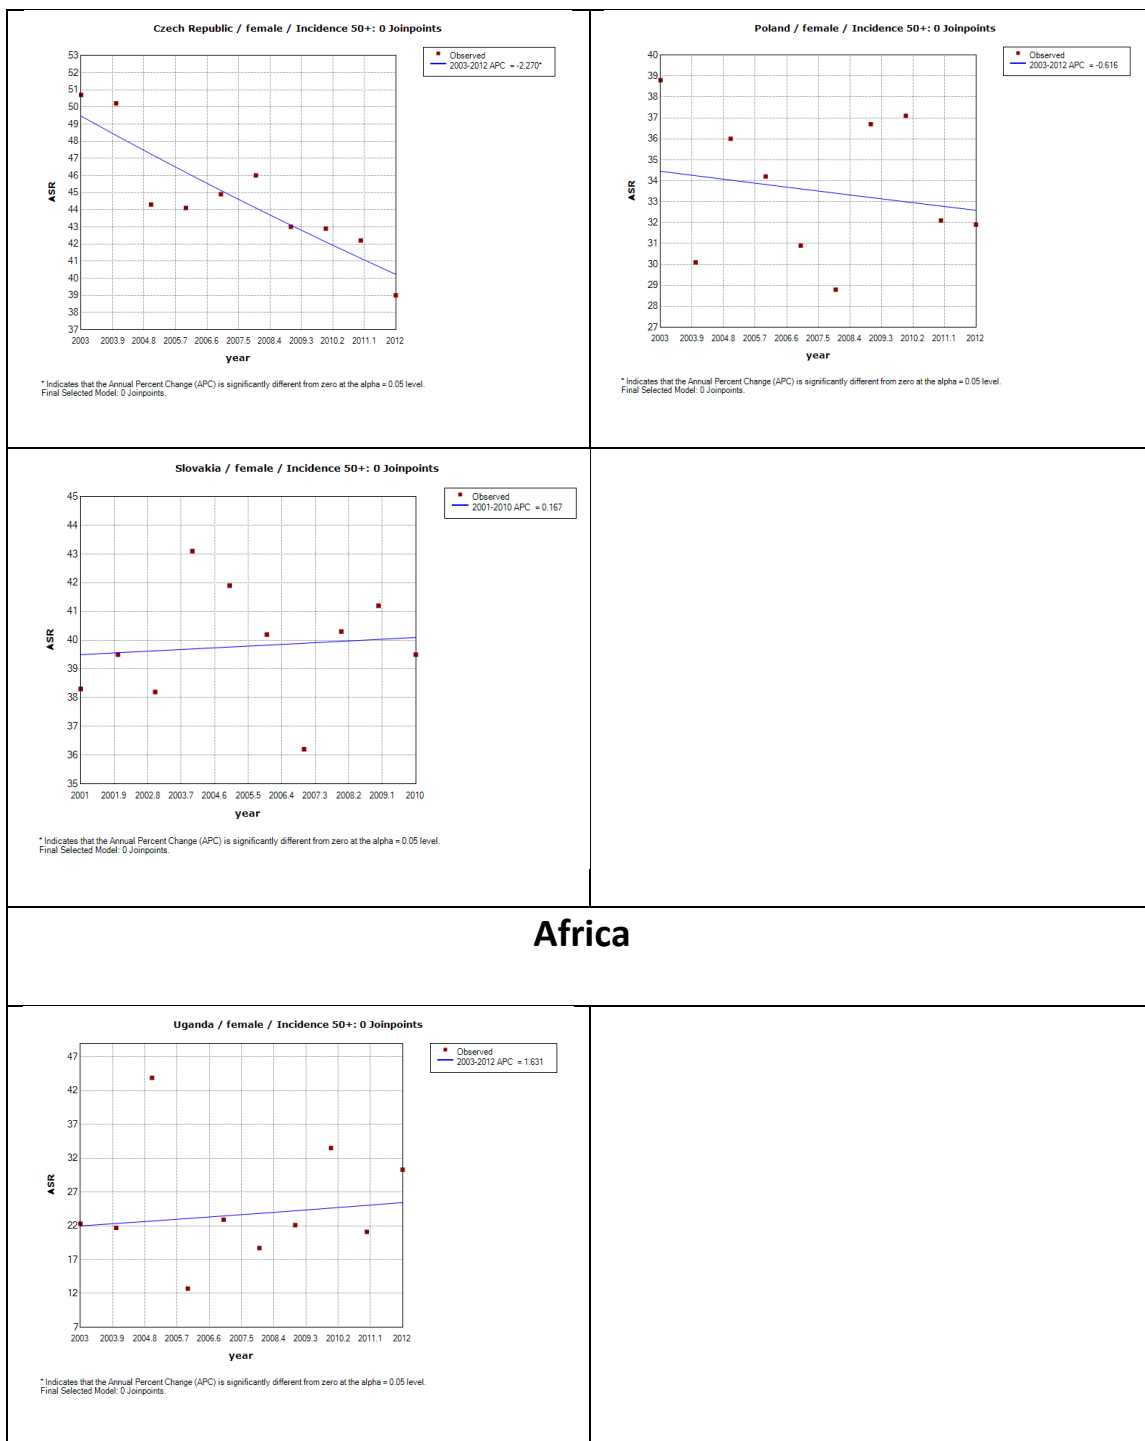 Czech Republic / female / Incidence 50+: 0 Joinpoints
53
52
51
50
49
48
47
46
45
44
43
42
41
40
39
38
37
ASR
2003 2003.9 2004.8 2005.7 2006.6 2007.5 2008.4 2009.3 2010.2 2011.1 2012
year
Observed
2003-2012 APC = -2.270*
* Indicates that the Annual Percent Change (APC) is significantly different from zero at the alpha = 0.05 level.
Final Selected Model: 0 Joinpoints.
Poland / female / Incidence 50+: 0 Joinpoints
40
39
38
37
36
35
34
33
32
31
30
29
28
27
ASR
2003 2003.9 2004.8 2005.7 2006.6 2007.5 2008.4 2009.3 2010.2 2011.1 2012
year
Observed
2003-2012 APC = -0.616
* Indicates that the Annual Percent Change (APC) is significantly different from zero at the alpha = 0.05 level.
Final Selected Model: 0 Joinpoints.
Slovakia / female / Incidence 50+: 0 Joinpoints
45
44
43
42
41
40
39
38
37
36
35
ASR
2001 2001.9 2002.8 2003.7 2004.6 2005.5 2006.4 2007.3 2008.2 2009.1 2010
year
Observed
2001-2010 APC = 0.167
* Indicates that the Annual Percent Change (APC) is significantly different from zero at the alpha = 0.05 level.
Final Selected Model: 0 Joinpoints.
Africa
Uganda / female / Incidence 50+: 0 Joinpoints
47
42
37
32
27
22
17
12
7
ASR
2003 2003.9 2004.8 2005.7 2006.6 2007.5 2008.4 2009.3 2010.2 2011.1 2012
year
Observed
2003-2012 APC = 1.631
* Indicates that the Annual Percent Change (APC) is significantly different from zero at the alpha = 0.05 level.
Final Selected Model: 0 Joinpoints.